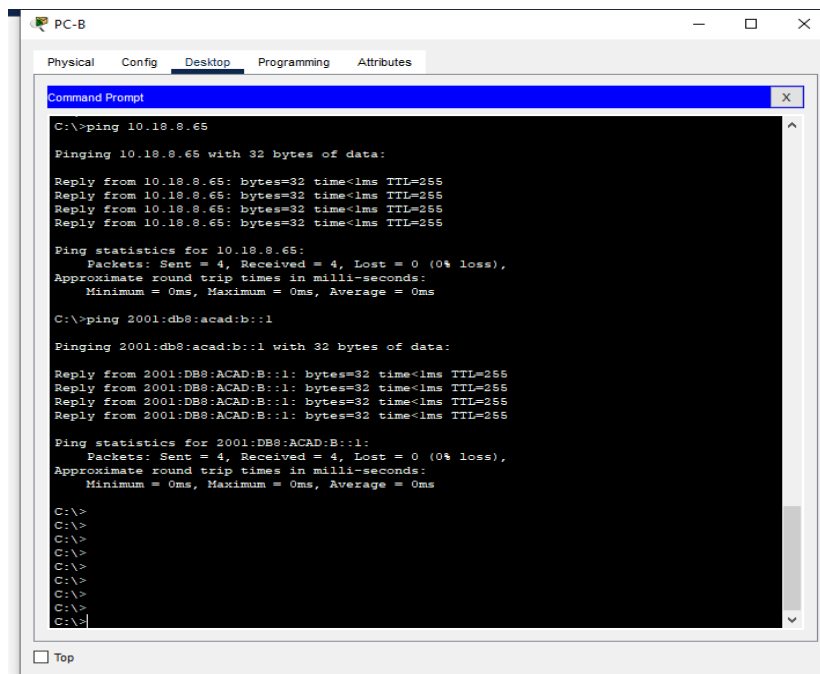 PC-B
Physical Config Desktop Programming Attributes
Command Prompt X
C:\>ping 10.18.8.65
Pinging 10.18.8.65 with 32 bytes of data:
Reply from 10.18.8.65: bytes=32 time<1ms TTL=255
Reply from 10.18.8.65: bytes=32 time<1ms TTL=255
Reply from 10.18.8.65: bytes=32 time<1ms TTL=255
Reply from 10.18.8.65: bytes=32 time<1ms TTL=255
Ping statistics for 10.18.8.65:
Packets: Sent = 4, Received = 4, Lost = 0 (0% loss),
Approximate round trip times in milli-seconds:
Minimum = 0ms, Maximum = 0ms, Average = 0ms
C:\>ping 2001:db8:acad:b::1
Pinging 2001:db8:acad:b::1 with 32 bytes of data:
Reply from 2001:DB8:ACAD:B::1: bytes=32 time<1ms TTL=255
Reply from 2001:DB8:ACAD:B::1: bytes=32 time<1ms TTL=255
Reply from 2001:DB8:ACAD:B::1: bytes=32 time<1ms TTL=255
Reply from 2001:DB8:ACAD:B::1: bytes=32 time<1ms TTL=255
Ping statistics for 2001:DB8:ACAD:B::1:
Packets: Sent = 4, Received = 4, Lost = 0 (0% loss),
Approximate round trip times in milli-seconds:
Minimum = 0ms, Maximum = 0ms, Average = 0ms
C:\>
C:\>
C:\>
C:\>
C:\>
C:\>
C:\>
C:\>
C:\>
Top